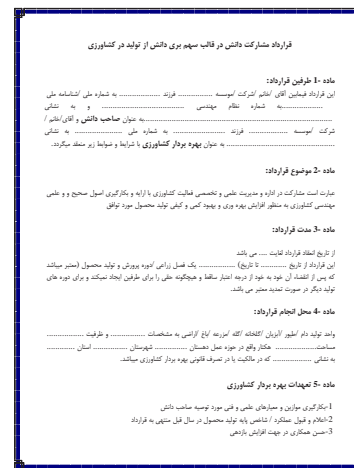 قرارداد مشارکت دانش در قالب سهم بری دانش از تولید در کشاورزی
ماده -1 طرفین قرارداد:
این قرارداد فیمابین آقای /خانم /شرکت /موسسه ................ فرزند ................... به شماره ملی /شناسامه ملی
..................به شماره نظام مهندسی .................................... و به نشانی
....................................................................به عنوان صاحب دانش و آقای/خانم /
شرکت /موسسه .................. فرزند ........................ به شماره ملی ...................... به نشانی
.................................................. به عنوان بهره بردار کشاورزی با شرایط و ضوابط زیر منعقد میگردد.
ماده -2 موضوع قرارداد:
عبارت است مشارکت در اداره و مدیریت علمی و تخصصی فعالیت کشاورزی با ارایه و بکارگیری اصول صحیح و و علمی
مهندسی کشاورزی به منظور افزایش بهره وری و بهبود کمی و کیفی تولید محصول مورد توافق
ماده -3 مدت قرارداد:
از تاریخ انعقاد قرارداد لغایت ..... می باشد
این قرارداد از تاریخ ............ تا تاریخ) ................. یک فصل زراعی /دوره پرورش و تولید محصول (معتبر میباشد
که پس از انقضاء آن خود به خود از درجه اعتبار ساقط و هیچگونه حقی را برای طرفین ایجاد نمیکند و برای دوره های
تولید دیگر در صورت تمدید معتبر می باشد.
ماده -4 محل انجام قرارداد:
واحد تولید دام /طیور /آبزیان /گلخانه /گله /مزرعه /باغ /اراضی به مشخصات ................ و ظرفیت ................
مساحت................... هکتار واقع در حوزه عمل دهستان .............. شهرستان .............. استان .............
به نشانی .................. که در مالکیت یا در تصرف قانونی بهره بردار کشاورزی میباشد.
ماده -5 تعهدات بهره بردار کشاورزی
1-بکارگیری موازین و معیارهای علمی و فنی مورد توصیه صاحب دانش
2-اعلام و قبول عملکرد / شاخص پایه تولید محصول در سال قبل منتهی به قرارداد
3-حسن همکاری در جهت افزایش بازدهی